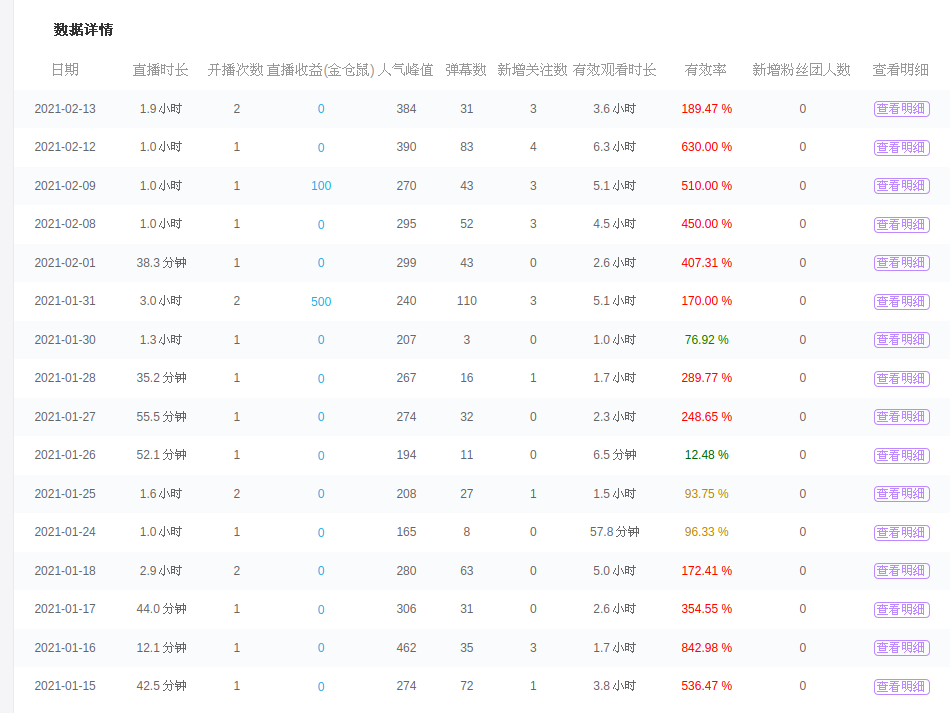 数据详情
日期 直播时长 开播次数 直播收益(金仓鼠) 人气峰值 弹幕数 新增关注数 有效观看时长 有效率 新增粉丝团人数 查看明细
2021-02-13 1.9 小时 2 0 384 31 3 3.6 小时 189.47 % 0 查看明细
2021-02-12 1.0 小时 1 0 390 83 4 6.3 小时 630.00 % 0 查看明细
2021-02-09 1.0 小时 1 100 270 43 3 5.1 小时 510.00 % 0 查看明细
2021-02-08 1.0 小时 1 0 295 52 3 4.5 小时 450.00 % 0 查看明细
2021-02-01 38.3 分钟 1 0 299 43 0 2.6 小时 407.31 % 0 查看明细
2021-01-31 3.0 小时 2 500 240 110 3 5.1 小时 170.00 % 0 查看明细
2021-01-30 1.3 小时 1 0 207 3 0 1.0 小时 76.92 % 0 查看明细
2021-01-28 35.2 分钟 1 0 267 16 1 1.7 小时 289.77 % 0 查看明细
2021-01-27 55.5 分钟 1 0 274 32 0 2.3 小时 248.65 % 0 查看明细
2021-01-26 52.1 分钟 1 0 194 11 0 6.5 分钟 12.48 % 0 查看明细
2021-01-25 1.6 小时 2 0 208 27 1 1.5 小时 93.75 % 0 查看明细
2021-01-24 1.0 小时 1 0 165 8 0 57.8 分钟 96.33 % 0 查看明细
2021-01-18 2.9 小时 2 0 280 63 0 5.0 小时 172.41 % 0 查看明细
2021-01-17 44.0 分钟 1 0 306 31 0 2.6 小时 354.55 % 0 查看明细
2021-01-16 12.1 分钟 1 0 462 35 3 1.7 小时 842.98 % 0 查看明细
2021-01-15 42.5 分钟 1 0 274 72 1 3.8 小时 536.47 % 0 查看明细